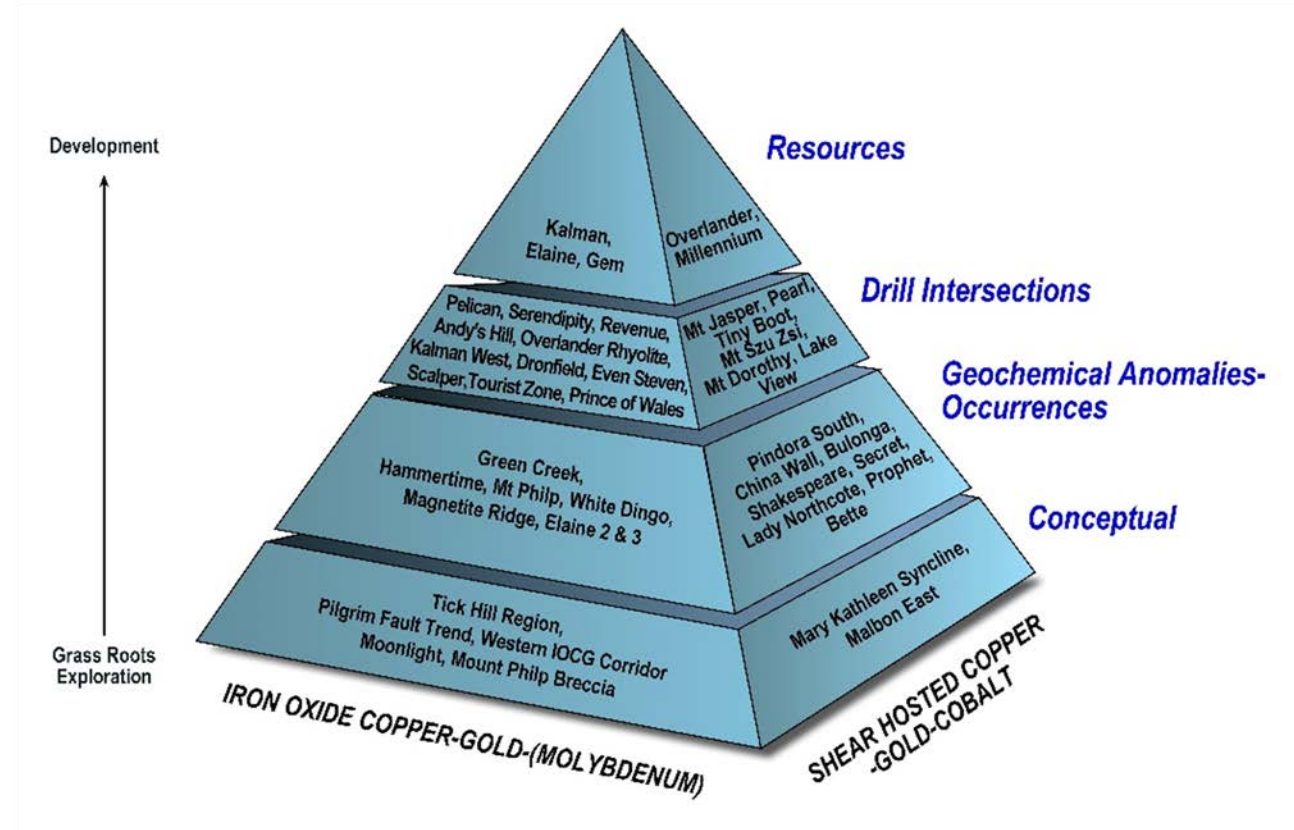 Development
Grass Roots
Exploration
Resources
Kalman,
Elaine, Gem
Overlander,
Millennium
Drill Intersections
Pelican, Serendipity, Revenue,
Andy's Hill, Overlander Rhyolite,
Kalman West, Dronfield, Even Steven,
Scalper,Tourist Zone, Prince of Wales
Mt Jasper, Pearl,
Tiny Boot,
Mt Szu Zsi,
Mt Dorothy, Lake
View
Geochemical Anomalies-
Occurrences
Green Creek,
Hammertime, Mt Philp, White Dingo,
Magnetite Ridge, Elaine 2 & 3
Pindora South,
China Wall, Bulonga,
Shakespeare, Secret,
Lady Northcote, Prophet,
Bette
Conceptual
Tick Hill Region,
Pilgrim Fault Trend, Western IOCG Corridor
Moonlight, Mount Philp Breccia
Mary Kathleen Syncline,
Malbon East
IRON OXIDE COPPER-GOLD-(MOLYBDENUM)
SHEAR HOSTED COPPER
-GOLD-COBALT